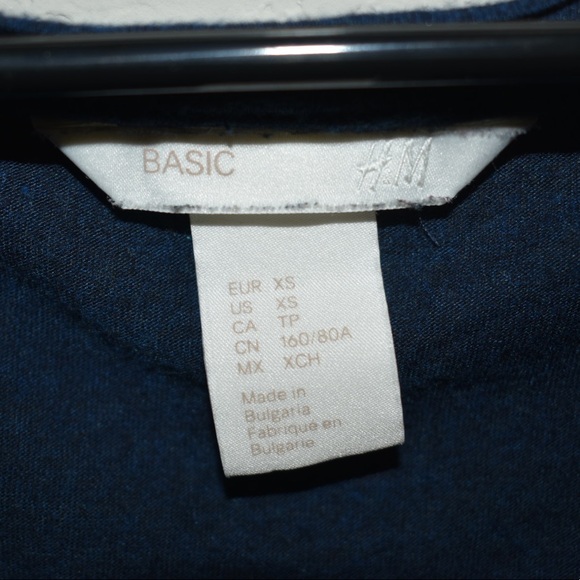 BASIC H&M
EUR XS
US XS
CA TP
CN 160/80A
MX XCH
Made in
Bulgaria
Fabriqué en
Bulgarie